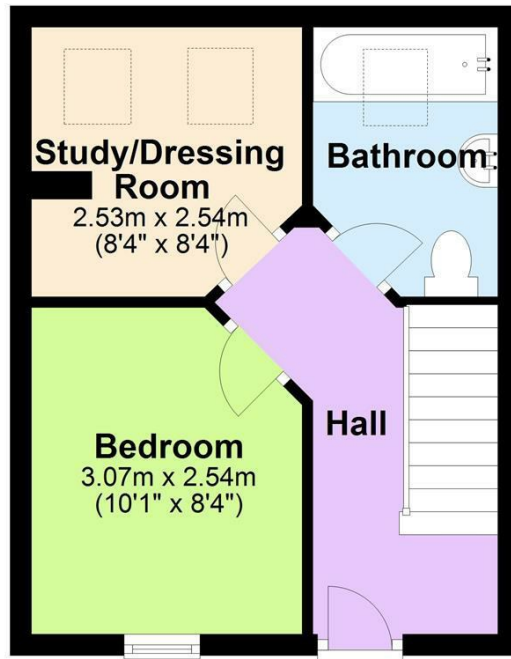 Study/Dressing
Room
2.53m x 2.54m
(8'4" x 8'4")
Bathroom
Bedroom
3.07m x 2.54m
(10'1" x 8'4")
Hall